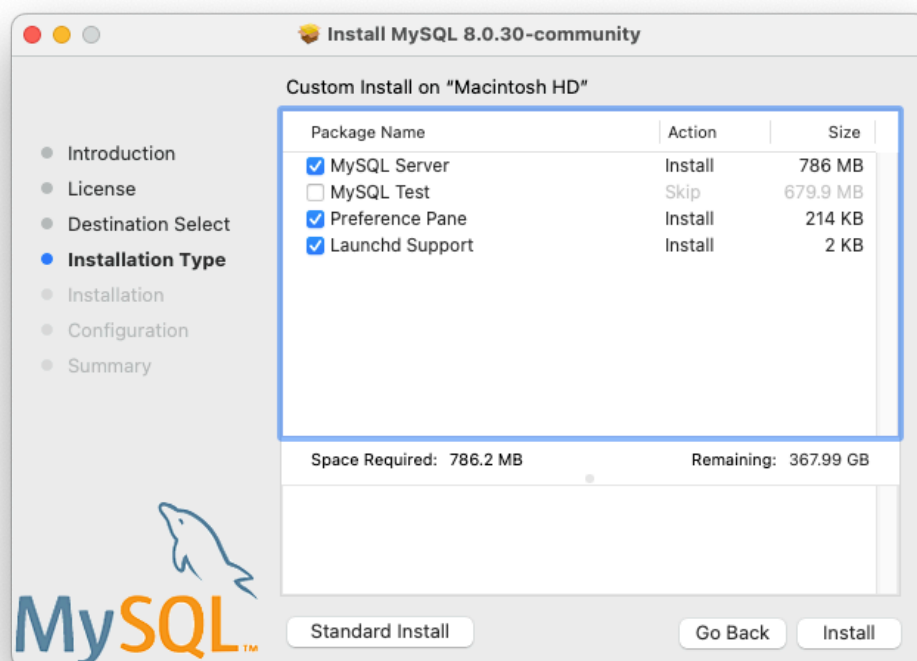 Install MySQL 8.0.30-community
Custom Install on “Macintosh HD”
Introduction
License
Destination Select
Installation Type
Installation
Configuration
Summary
Package Name Action Size
MySQL Server Install 786 MB
MySQL Test Skip 679.9 MB
Preference Pane Install 214 KB
Launchd Support Install 2 KB
Space Required: 786.2 MB Remaining: 367.99 GB
MySQL™
Standard Install Go Back Install